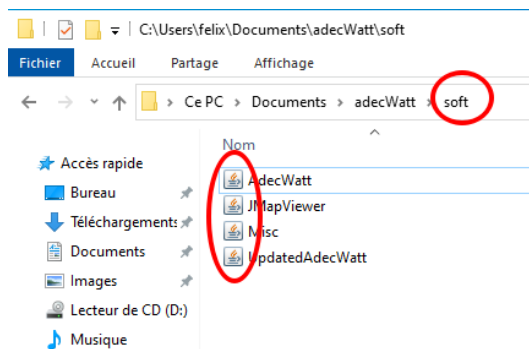 C:\Users\felix\Documents\adecWatt\soft
Fichier Accueil Partage Affichage
Ce PC > Documents > adecWatt > soft
Nom
Accès rapide
AdecWatt
Bureau
JMapViewer
Téléchargements
Misc
Documents
UpdatedAdecWatt
Images
Lecteur de CD (D:)
Musique